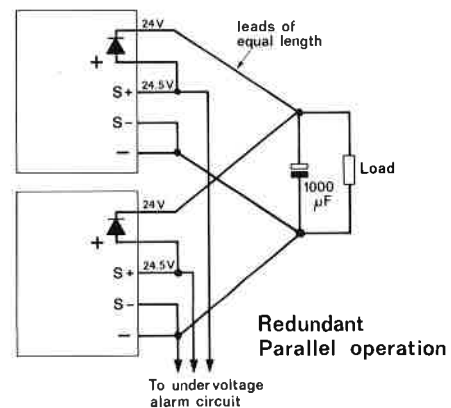 24V
leads of
equal length
+
S+ 24.5V
S-
-
1000
µF
Load
24V
+
S+ 24.5V
S-
-
Redundant
Parallel operation
To undervoltage
alarm circuit